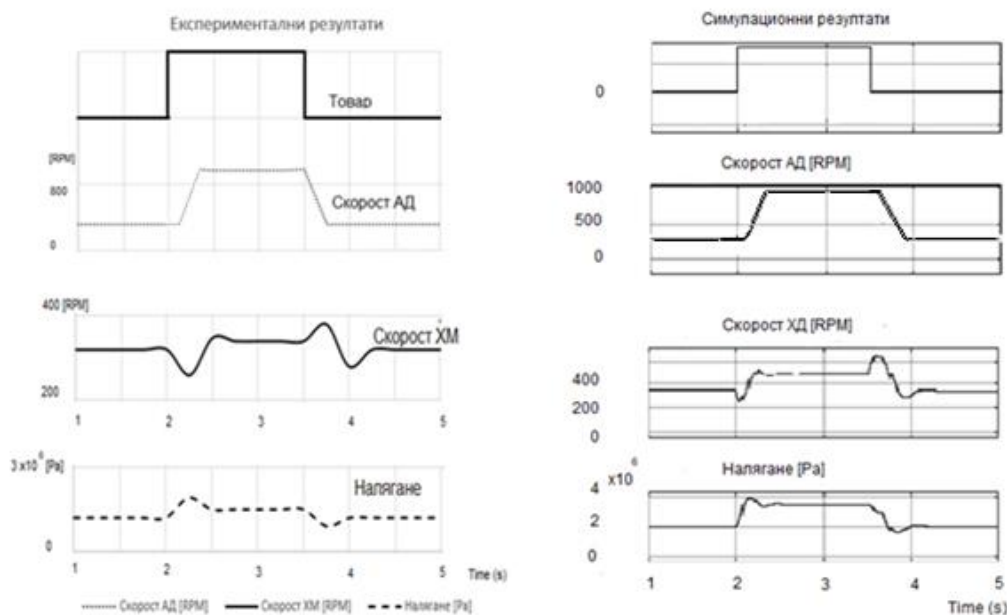 Експериментални резултати
Товар
[RPM]
800
Скорост АД
0
400 [RPM]
Скорост ХМ
200
1 2 3 4 5
3 x10⁶ [Pa]
Налягане
0
Time (s)
1 2 3 4 5
Скорост АД [RPM] Скорост ХМ [RPM] Налягане [Pa]
Симулационни резултати
0
Скорост АД [RPM]
1000
500
0
Скорост ХД [RPM]
400
200
0
Налягане [Pa]
x10⁶
4
2
0
1 2 3 4 5
Time (s)